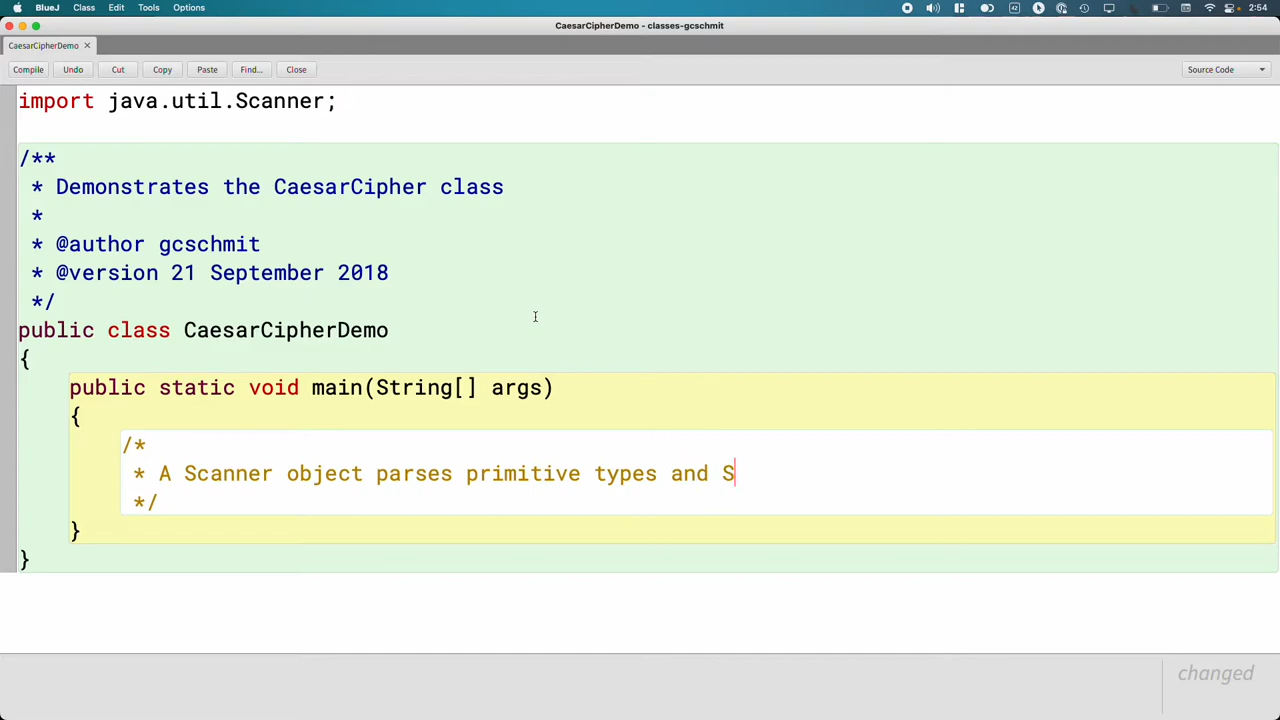 BlueJ Class Edit Tools Options 2:54
CaesarCipherDemo - classes-gcschmit
CaesarCipherDemo ×
Compile Undo Cut Copy Paste Find... Close Source Code
import java.util.Scanner;
/**
* Demonstrates the CaesarCipher class
*
* @author gcschmit
* @version 21 September 2018
*/
public class CaesarCipherDemo
{
public static void main(String[] args)
{
/*
* A Scanner object parses primitive types and S
*/
}
}
changed